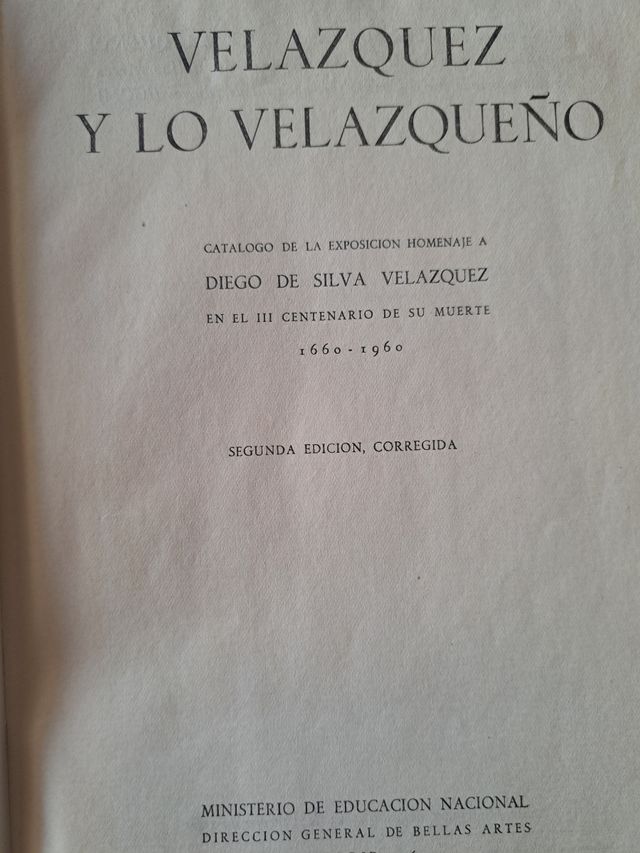 VELAZQUEZ
Y LO VELAZQUEÑO
CATALOGO DE LA EXPOSICION HOMENAJE A
DIEGO DE SILVA VELAZQUEZ
EN EL III CENTENARIO DE SU MUERTE
1660-1960
SEGUNDA EDICION, CORREGIDA
MINISTERIO DE EDUCACION NACIONAL
DIRECCION GENERAL DE BELLAS ARTES